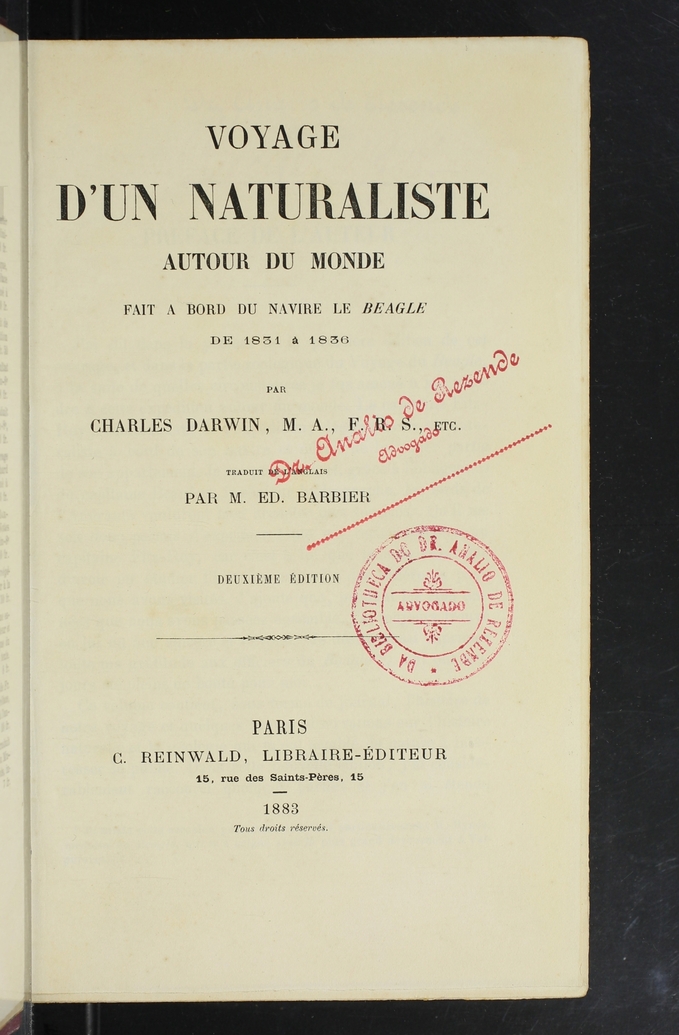 VOYAGE
D'UN NATURALISTE
AUTOUR DU MONDE
FAIT A BORD DU NAVIRE LE BEAGLE
DE 1831 à 1836
PAR
CHARLES DARWIN, M. A., F. R. S., ETC.
Dr. Analio de Rezende
Advogado
TRADUIT DE L'ANGLAIS
PAR M. ED. BARBIER
DEUXIÈME ÉDITION
DA BIBLIOTHECA DO DR. ANALIO DE REZENDE
ADVOGADO
PARIS
C. REINWALD, LIBRAIRE-ÉDITEUR
15, rue des Saints-Pères, 15
1883
Tous droits réservés.